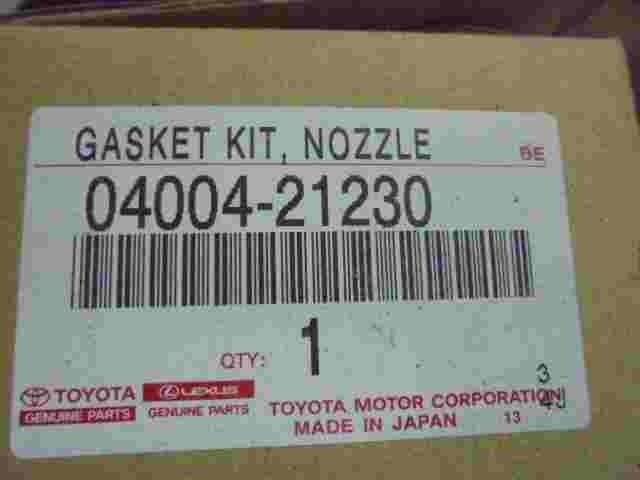 GASKET KIT, NOZZLE BE
04004-21230
QTY: 1
TOYOTA LEXUS
GENUINE PARTS GENUINE PARTS
TOYOTA MOTOR CORPORATION
MADE IN JAPAN 13
3
4J